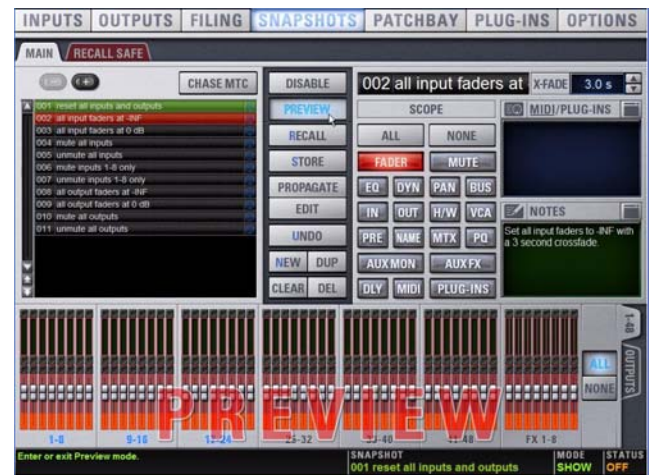 INPUTS OUTPUTS FILING SNAPSHOTS PATCHBAY PLUG-INS OPTIONS
MAIN RECALL SAFE
CHASE MTC
001 reset all inputs and outputs
002 all input faders at -INF
003 all input faders at 0 dB
004 mute all inputs
005 unmute all inputs
006 mute inputs 1-8 only
007 unmute inputs 1-8 only
008 all output faders at -INF
009 all output faders at 0 dB
010 mute all outputs
011 unmute all outputs
DISABLE
PREVIEW
RECALL
STORE
PROPAGATE
EDIT
UNDO
NEW DUP
CLEAR DEL
002 all input faders at X-FADE 3.0 s
SCOPE
ALL NONE
FADER MUTE
EQ DYN PAN BUS
IN OUT H/W VCA
PRE NAME MTX PQ
AUX MON AUX FX
DLY MIDI PLUG-INS
MIDI/PLUG-INS
NOTES
Set all input faders to -INF with
a 3 second crossfade.
1-48
OUTPUTS
ALL
NONE
PREVIEW
1-8 9-16 13-24 25-32 33-40 41-48 FX 1-8
Enter or exit Preview mode.
SNAPSHOT
001 reset all inputs and outputs
MODE
SHOW
STATUS
OFF